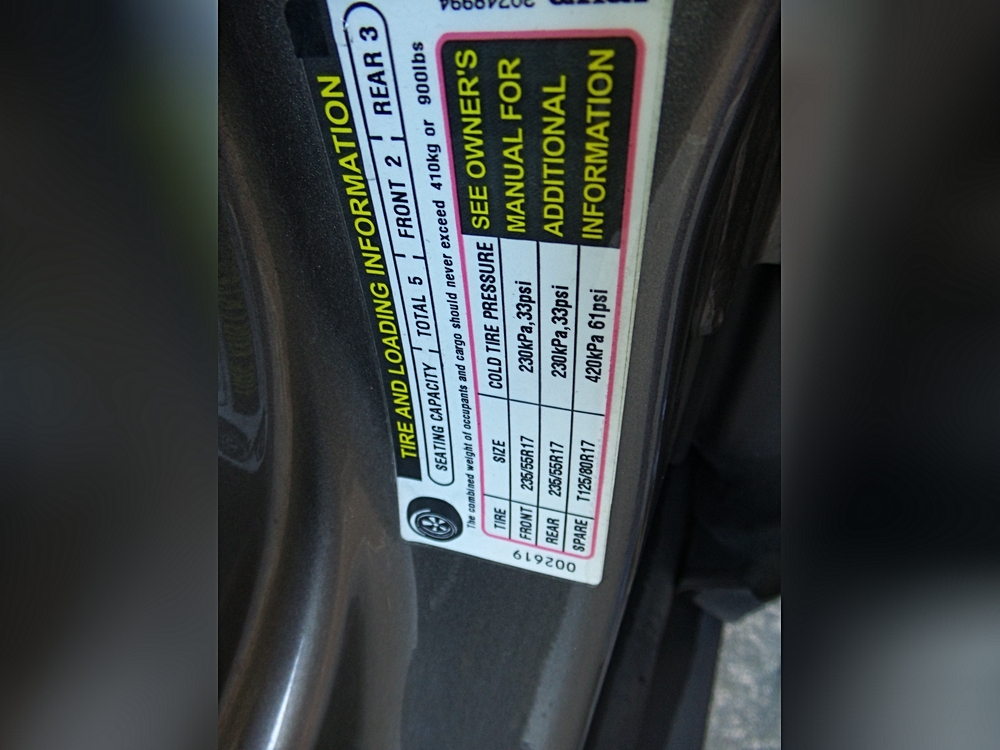 TIRE AND LOADING INFORMATION
SEATING CAPACITY TOTAL 5 FRONT 2 REAR 3
The combined weight of occupants and cargo should never exceed 410kg or 900lbs
TIRE SIZE COLD TIRE PRESSURE
FRONT 235/55R17 230kPa,33psi
REAR 235/55R17 230kPa,33psi
SPARE T125/80R17 420kPa 61psi
SEE OWNER'S
MANUAL FOR
ADDITIONAL
INFORMATION
002619
20248994